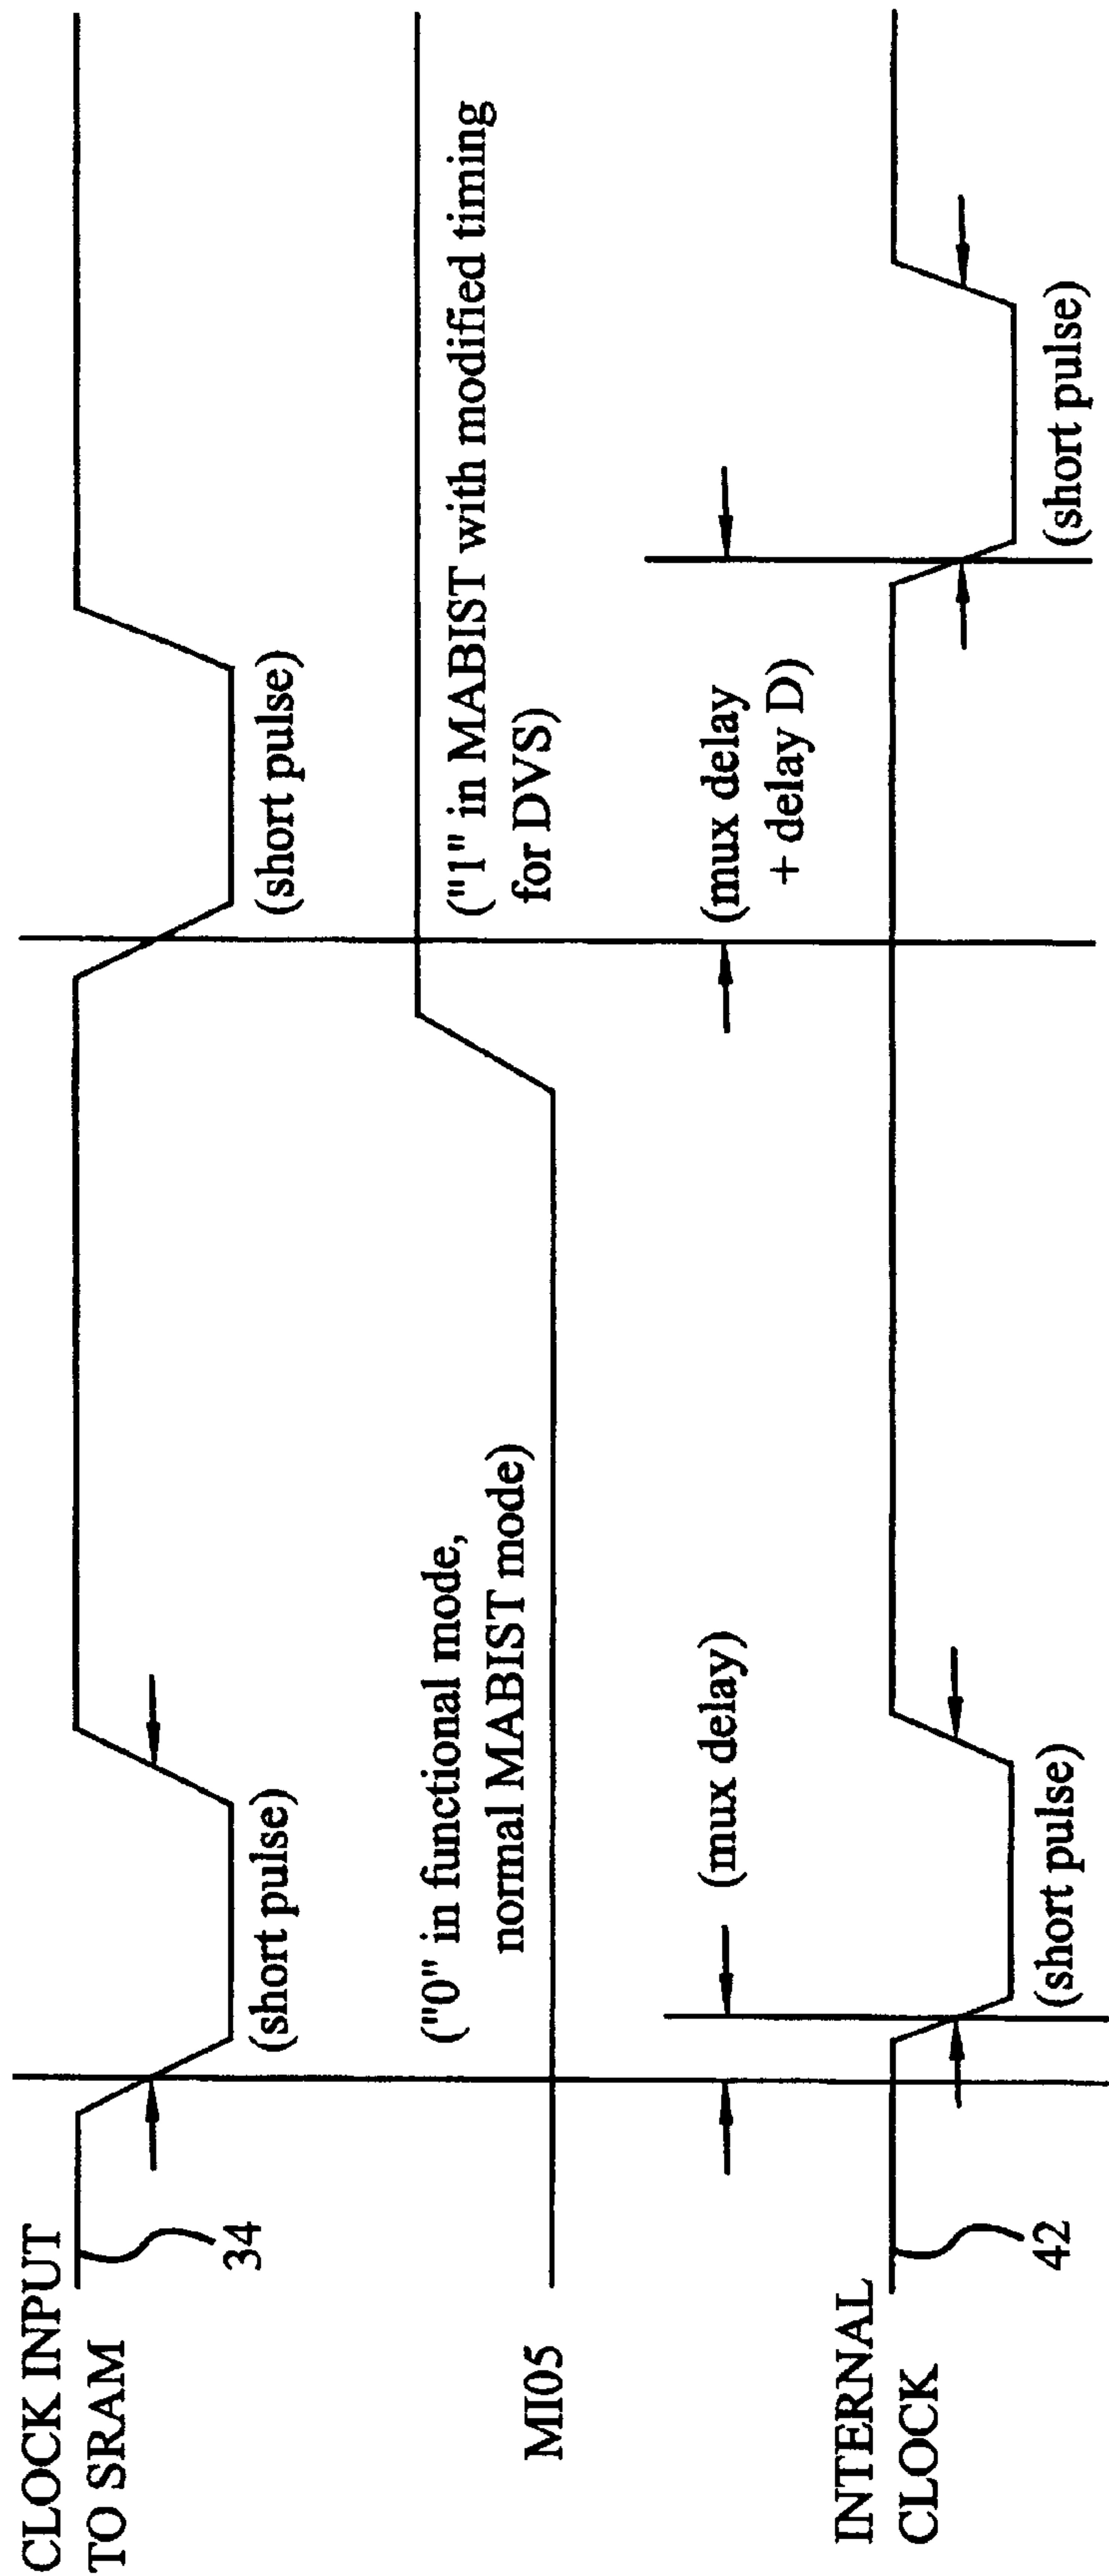 CLOCK INPUT
TO SRAM
34
(short pulse)
(short pulse)
MI05
("0" in functional mode,
normal MABIST mode)
("1" in MABIST with modified timing
for DVS)
(mux delay)
(mux delay
+ delay D)
INTERNAL
CLOCK
42
(short pulse)
(short pulse)